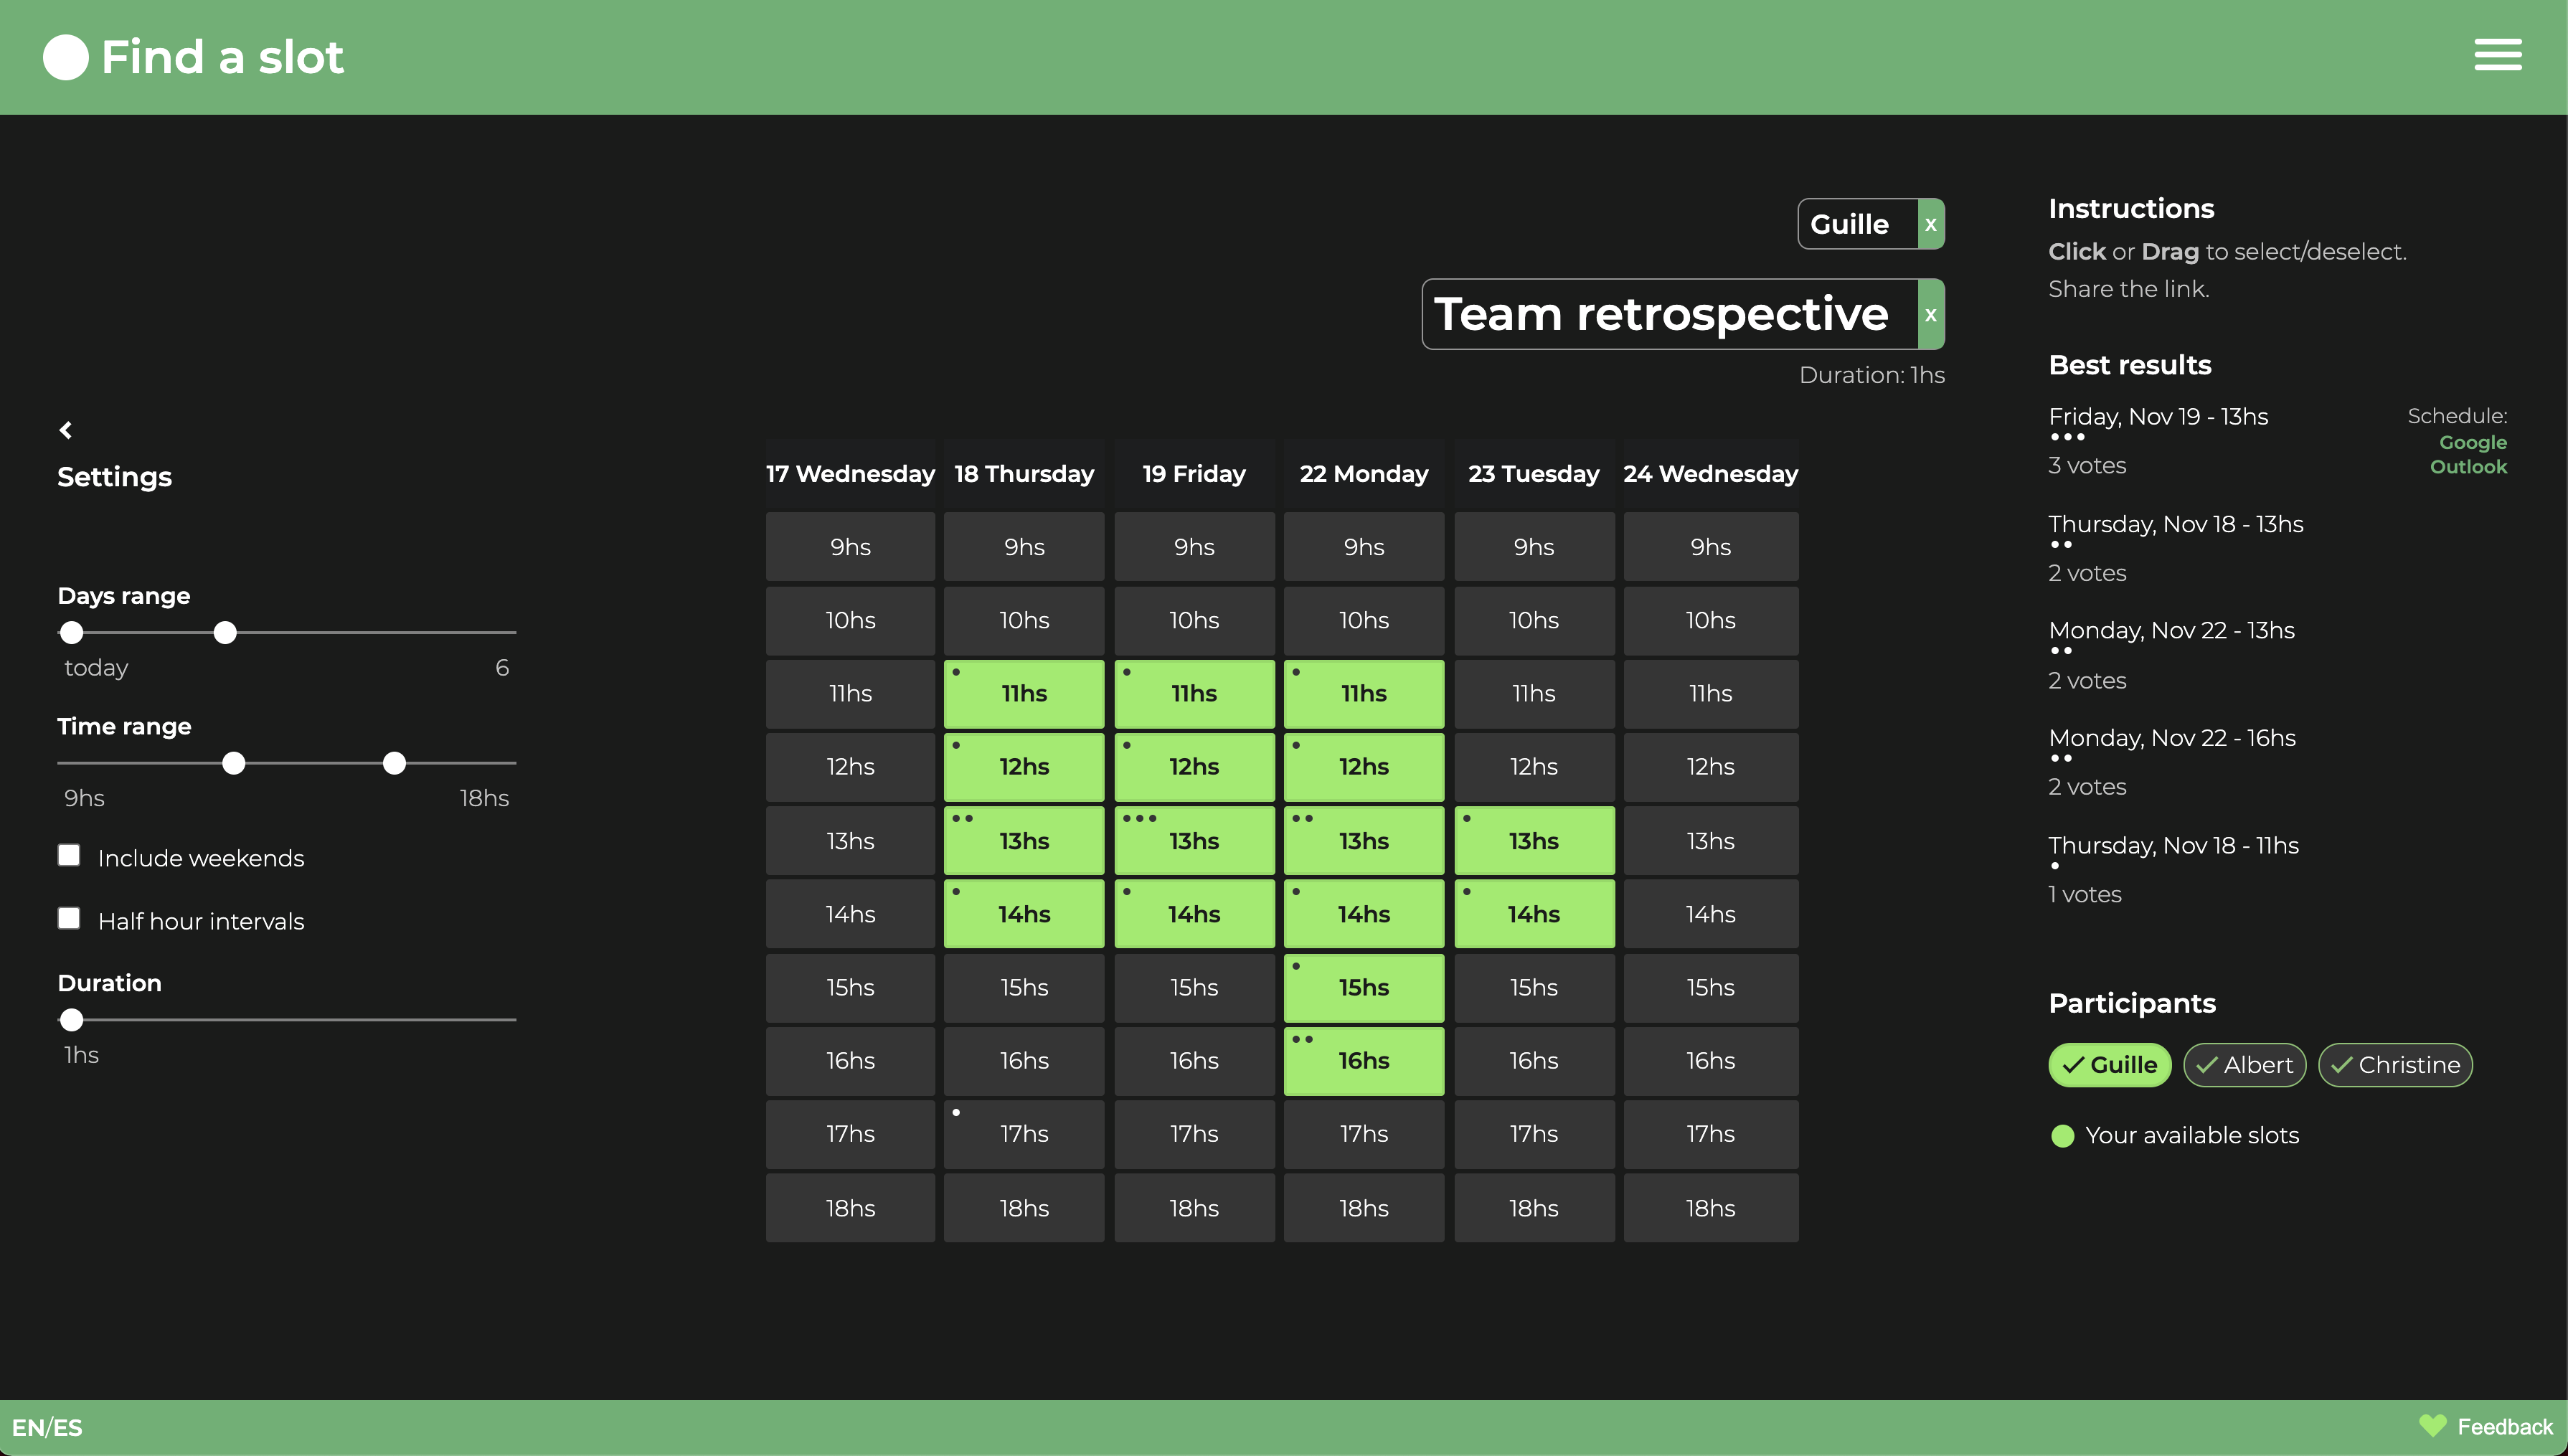 Find a slot
Guille x
Team retrospective x
Duration: 1hs
Settings
Days range
today 6
Time range
9hs 18hs
Include weekends
Half hour intervals
Duration
1hs
17 Wednesday 18 Thursday 19 Friday 22 Monday 23 Tuesday 24 Wednesday
9hs 9hs 9hs 9hs 9hs 9hs
10hs 10hs 10hs 10hs 10hs 10hs
11hs 11hs 11hs 11hs 11hs 11hs
12hs 12hs 12hs 12hs 12hs 12hs
13hs 13hs 13hs 13hs 13hs 13hs
14hs 14hs 14hs 14hs 14hs 14hs
15hs 15hs 15hs 15hs 15hs 15hs
16hs 16hs 16hs 16hs 16hs 16hs
17hs 17hs 17hs 17hs 17hs 17hs
18hs 18hs 18hs 18hs 18hs 18hs
Instructions
Click or Drag to select/deselect.
Share the link.
Best results
Friday, Nov 19 - 13hs Schedule:
Google
3 votes Outlook
Thursday, Nov 18 - 13hs
2 votes
Monday, Nov 22 - 13hs
2 votes
Monday, Nov 22 - 16hs
2 votes
Thursday, Nov 18 - 11hs
1 votes
Participants
Guille Albert Christine
Your available slots
EN/ES Feedback